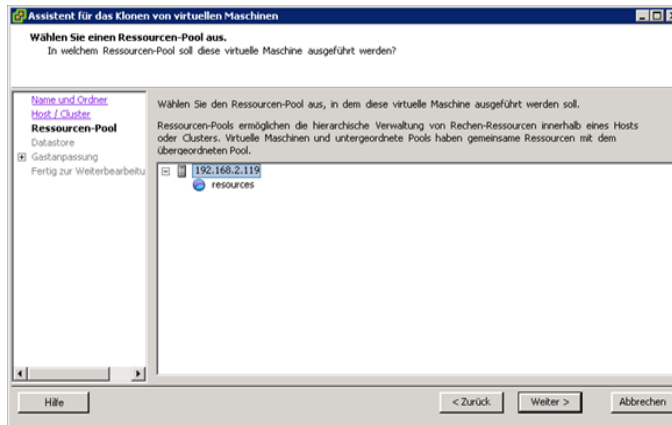 Assistent für das Klonen von virtuellen Maschinen
Wählen Sie einen Ressourcen-Pool aus.
In welchem Ressourcen-Pool soll diese virtuelle Maschine ausgeführt werden?
Name und Ordner
Host / Cluster
Ressourcen-Pool
Datastore
Gastanpassung
Fertig zur Weiterbearbeitu
Wählen Sie den Ressourcen-Pool aus, in dem diese virtuelle Maschine ausgeführt werden soll.
Ressourcen-Pools ermöglichen die hierarchische Verwaltung von Rechen-Ressourcen innerhalb eines Hosts
oder Clusters. Virtuelle Maschinen und untergeordnete Pools haben gemeinsame Ressourcen mit dem
übergeordneten Pool.
192.168.2.119
resources
Hilfe
< Zurück
Weiter >
Abbrechen